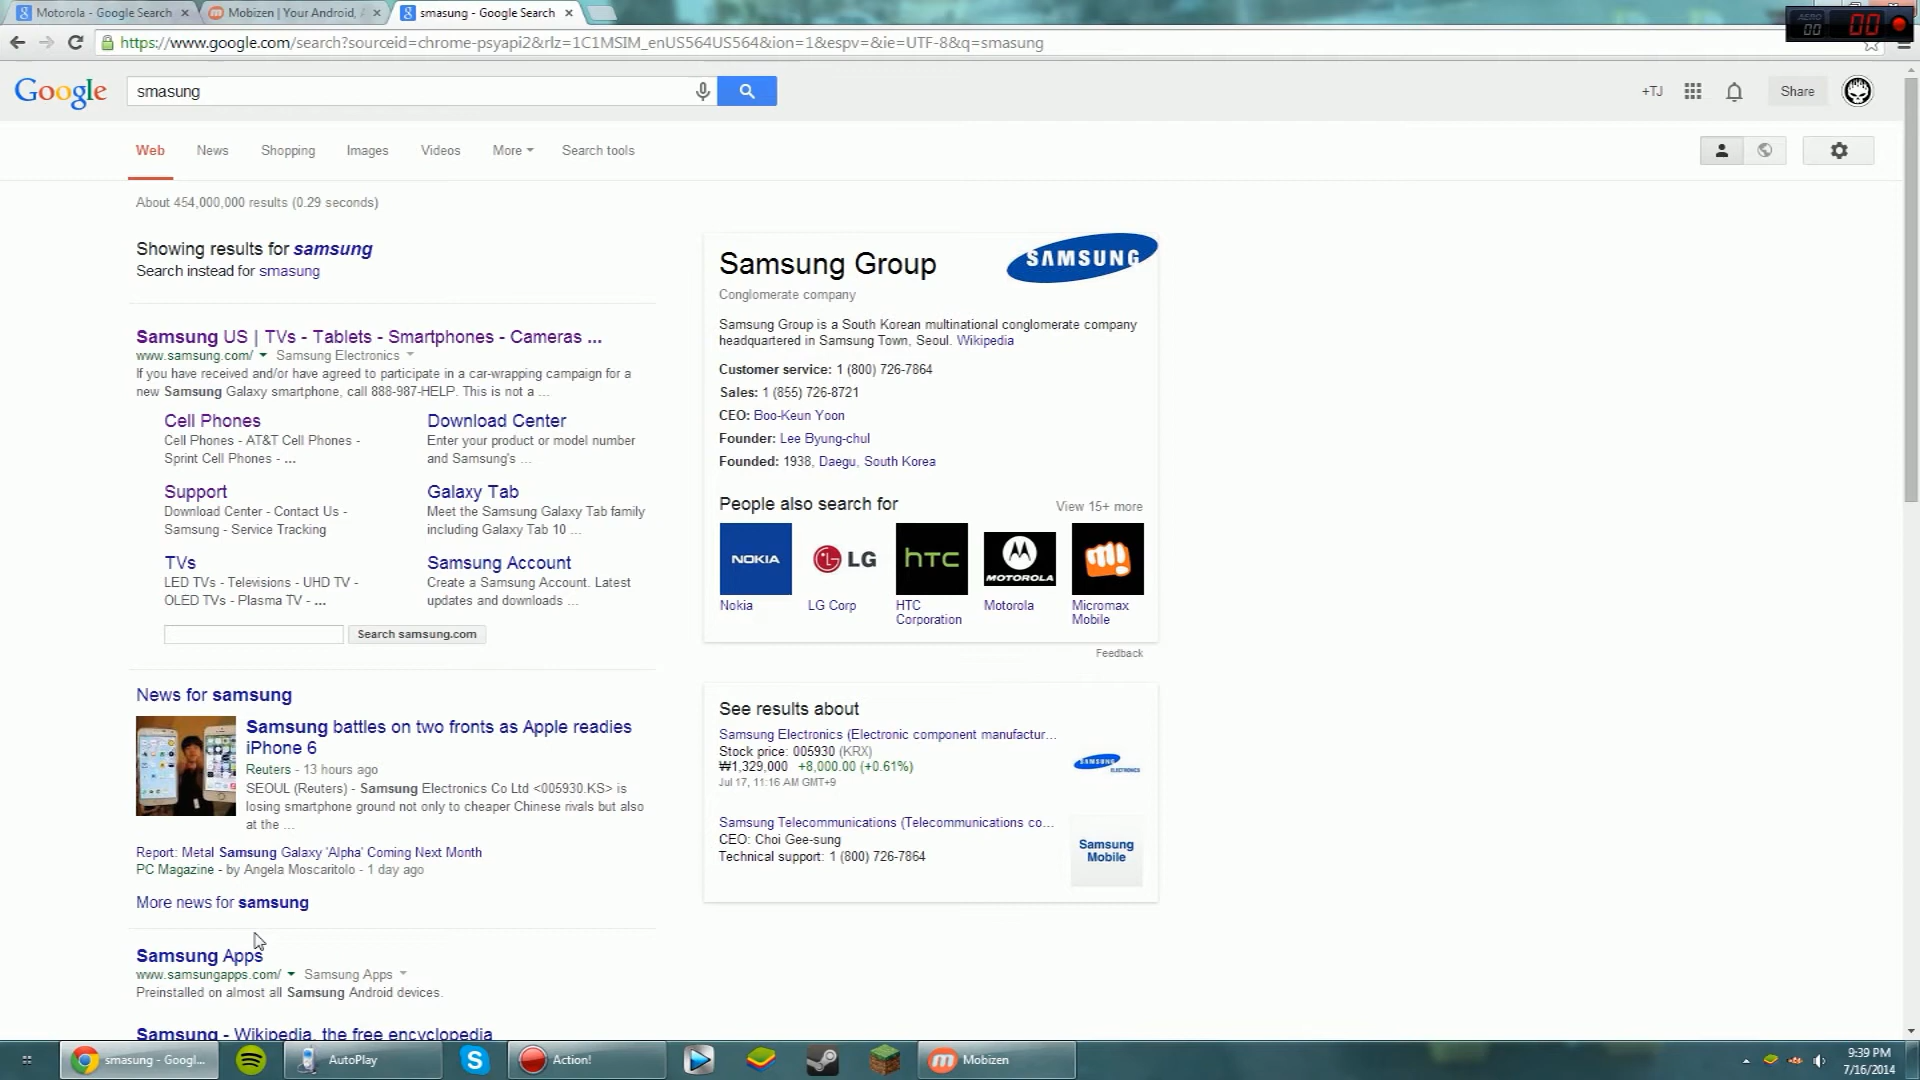 Motorola - Google Search
Mobizen | Your Android,
smasung - Google Search
https://www.google.com/search?sourceid=chrome-psyapi2&rlz=1C1MSIM_enUS564US564&ion=1&espv=&ie=UTF-8&q=smasung
AERO
00
00
Google
smasung
+TJ
Share
Web
News
Shopping
Images
Videos
More
Search tools
About 454,000,000 results (0.29 seconds)
Showing results for samsung
Search instead for smasung
Samsung US | TVs - Tablets - Smartphones - Cameras ...
www.samsung.com/ Samsung Electronics
If you have received and/or have agreed to participate in a car-wrapping campaign for a
new Samsung Galaxy smartphone, call 888-987-HELP. This is not a ...
Cell Phones
Cell Phones - AT&T Cell Phones -
Sprint Cell Phones - ...
Download Center
Enter your product or model number
and Samsung's ...
Support
Download Center - Contact Us -
Samsung - Service Tracking
Galaxy Tab
Meet the Samsung Galaxy Tab family
including Galaxy Tab 10 ...
TVs
LED TVs - Televisions - UHD TV -
OLED TVs - Plasma TV - ...
Samsung Account
Create a Samsung Account. Latest
updates and downloads ...
Search samsung.com
News for samsung
Samsung battles on two fronts as Apple readies
iPhone 6
Reuters - 13 hours ago
SEOUL (Reuters) - Samsung Electronics Co Ltd <005930.KS> is
losing smartphone ground not only to cheaper Chinese rivals but also
at the ...
Report: Metal Samsung Galaxy 'Alpha' Coming Next Month
PC Magazine - by Angela Moscaritolo - 1 day ago
More news for samsung
Samsung Apps
www.samsungapps.com/ Samsung Apps
Preinstalled on almost all Samsung Android devices.
Samsung - Wikipedia, the free encyclopedia
Samsung Group
SAMSUNG
Conglomerate company
Samsung Group is a South Korean multinational conglomerate company
headquartered in Samsung Town, Seoul. Wikipedia
Customer service: 1 (800) 726-7864
Sales: 1 (855) 726-8721
CEO: Boo-Keun Yoon
Founder: Lee Byung-chul
Founded: 1938, Daegu, South Korea
People also search for
View 15+ more
NOKIA
LG
hTC
MOTOROLA
Nokia
LG Corp
HTC
Corporation
Motorola
Micromax
Mobile
Feedback
See results about
Samsung Electronics (Electronic component manufactur...
Stock price: 005930 (KRX)
₩1,329,000 +8,000.00 (+0.61%)
Jul 17, 11:16 AM GMT+9
SAMSUNG
ELECTRONICS
Samsung Telecommunications (Telecommunications co...
CEO: Choi Gee-sung
Technical support: 1 (800) 726-7864
Samsung
Mobile
smasung - Googl...
AutoPlay
Action!
Mobizen
9:39 PM
7/16/2014